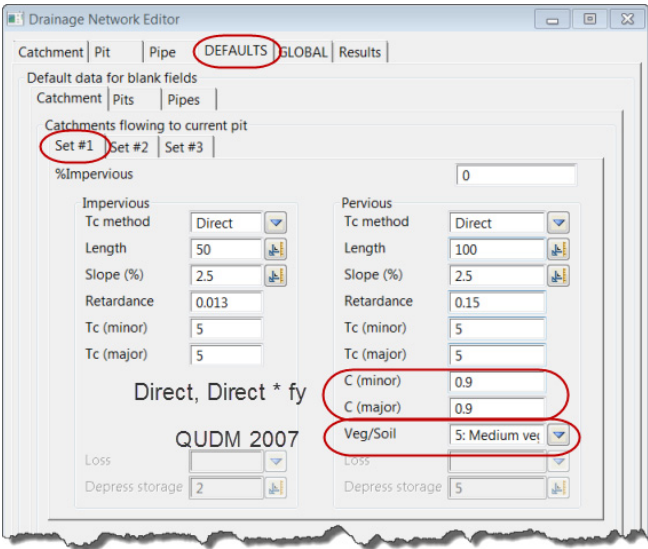 Drainage Network Editor
Catchment Pit Pipe DEFAULTS GLOBAL Results
Default data for blank fields
Catchment Pits Pipes
Catchments flowing to current pit
Set #1 Set #2 Set #3
%Impervious 0
Impervious Pervious
Tc method Direct Tc method Direct
Length 50 Length 100
Slope (%) 2.5 Slope (%) 2.5
Retardance 0.013 Retardance 0.15
Tc (minor) 5 Tc (minor) 5
Tc (major) 5 Tc (major) 5
Direct, Direct * fy C (minor) 0.9
C (major) 0.9
QUDM 2007 Veg/Soil 5: Medium veg
Loss Loss
Depress storage 2 Depress storage 5